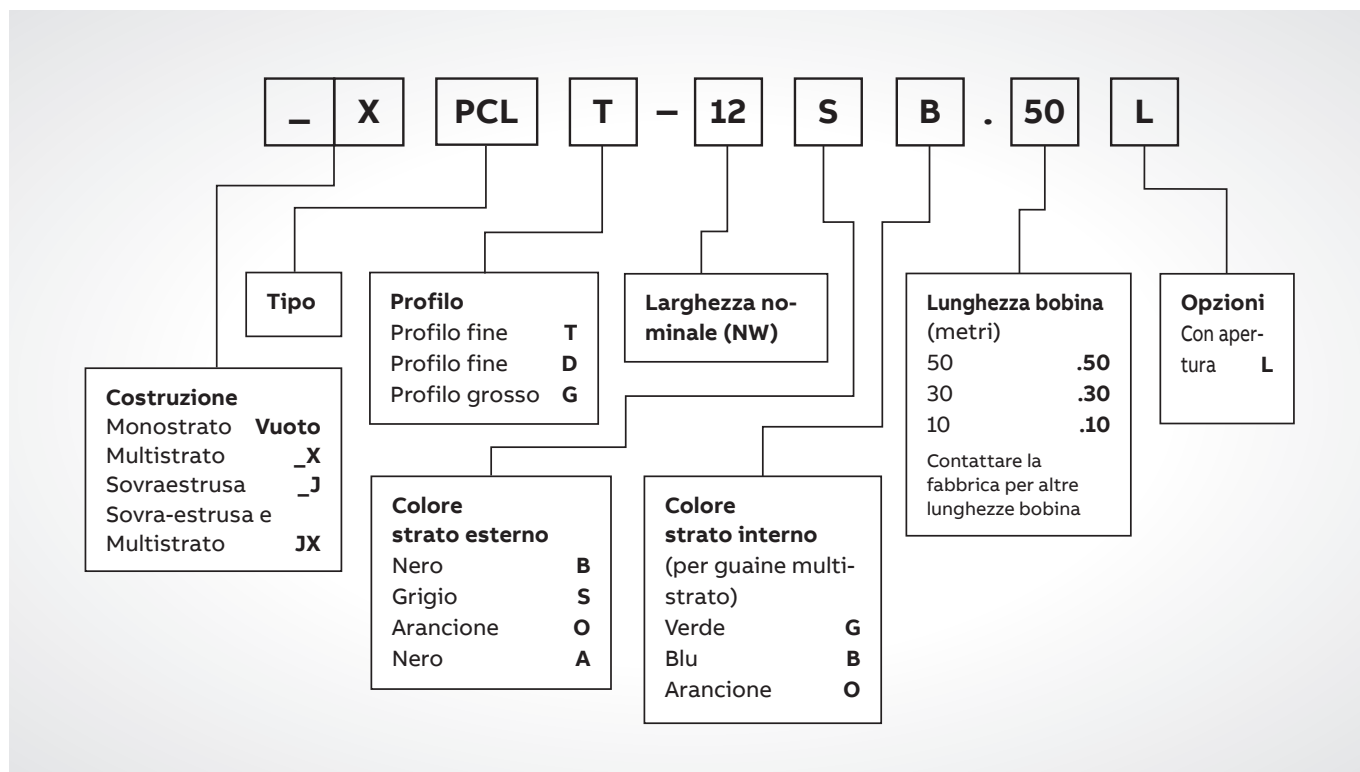 _ X PCL T – 12 S B . 50 L
Tipo
Profilo
Profilo fine T
Profilo fine D
Profilo grosso G
Larghezza no-
minale (NW)
Lunghezza bobina
(metri)
50 .50
30 .30
10 .10
Contattare la
fabbrica per altre
lunghezze bobina
Opzioni
Con aper-
tura L
Costruzione
Monostrato Vuoto
Multistrato _X
Sovraestrusa _J
Sovra-estrusa e
Multistrato JX
Colore
strato esterno
Nero B
Grigio S
Arancione O
Nero A
Colore
strato interno
(per guaine multi-
strato)
Verde G
Blu B
Arancione O